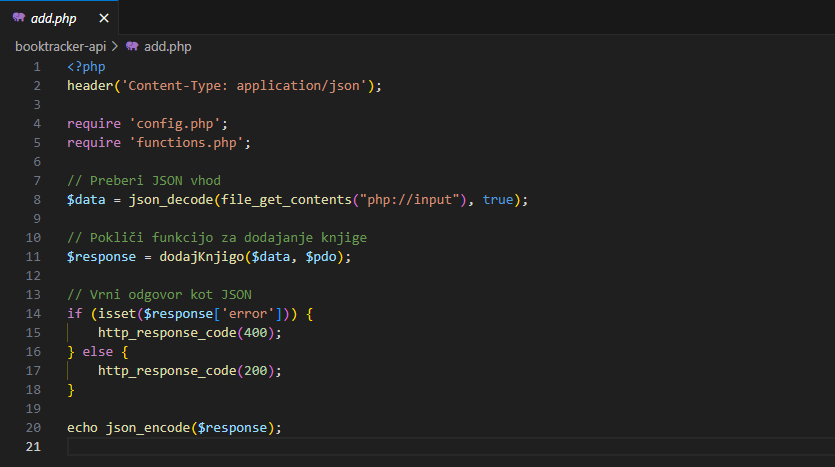 add.php
booktracker-api > add.php
1 <?php
2 header('Content-Type: application/json');
3
4 require 'config.php';
5 require 'functions.php';
6
7 // Preberi JSON vhod
8 $data = json_decode(file_get_contents("php://input"), true);
9
10 // Pokliči funkcijo za dodajanje knjige
11 $response = dodajKnjigo($data, $pdo);
12
13 // Vrni odgovor kot JSON
14 if (isset($response['error'])) {
15     http_response_code(400);
16 } else {
17     http_response_code(200);
18 }
19
20 echo json_encode($response);
21